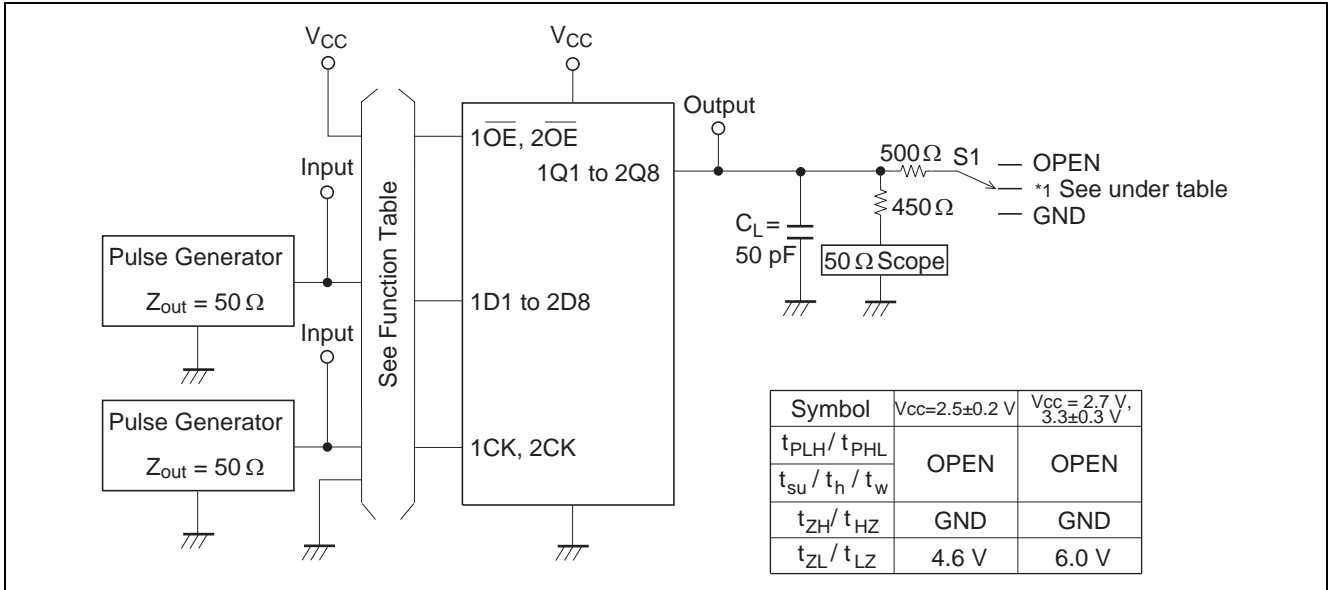 VCC
VCC
Output
1OE, 2OE
1Q1 to 2Q8
500 Ω S1
OPEN
*1 See under table
GND
450 Ω
CL =
50 pF
50 Ω Scope
Input
Pulse Generator
Zout = 50 Ω
See Function Table
1D1 to 2D8
Input
Pulse Generator
Zout = 50 Ω
1CK, 2CK
Symbol Vcc=2.5±0.2 V Vcc = 2.7 V,
3.3±0.3 V
tPLH / tPHL
OPEN OPEN
tsu / th / tw
tZH / tHZ GND GND
tZL / tLZ 4.6 V 6.0 V